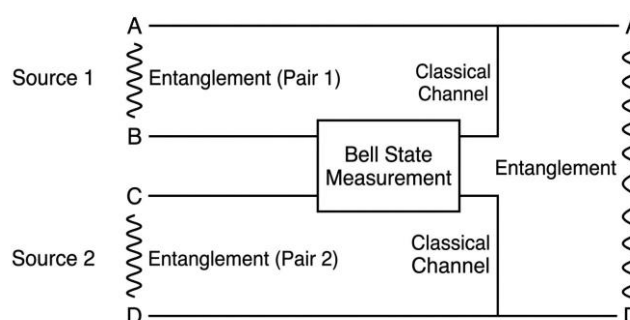 A
Source 1
Entanglement (Pair 1)
Classical
Channel
B
Bell State
Measurement
Entanglement
C
Source 2
Entanglement (Pair 2)
Classical
Channel
D